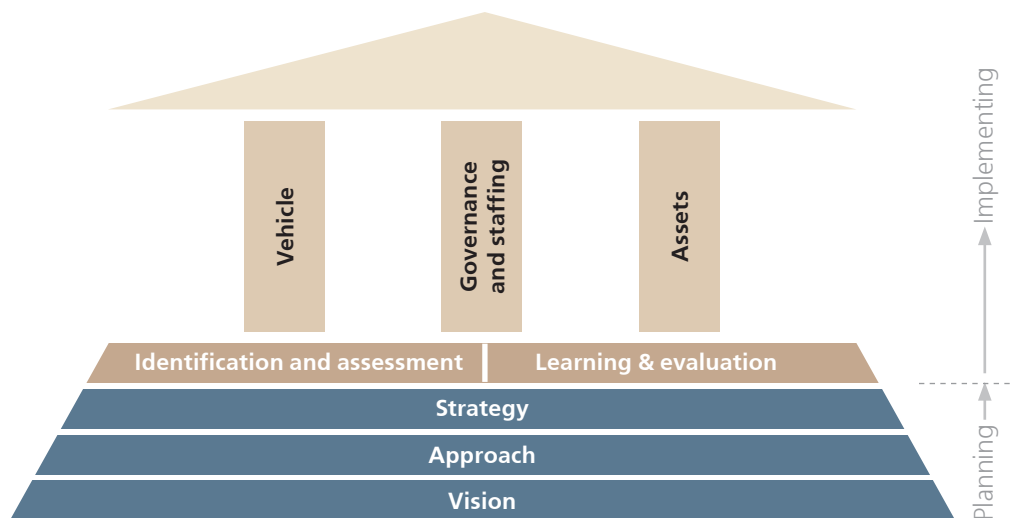 Vehicle
Governance
and staffing
Assets
Implementing
Identification and assessment
Learning & evaluation
Strategy
Approach
Vision
Planning